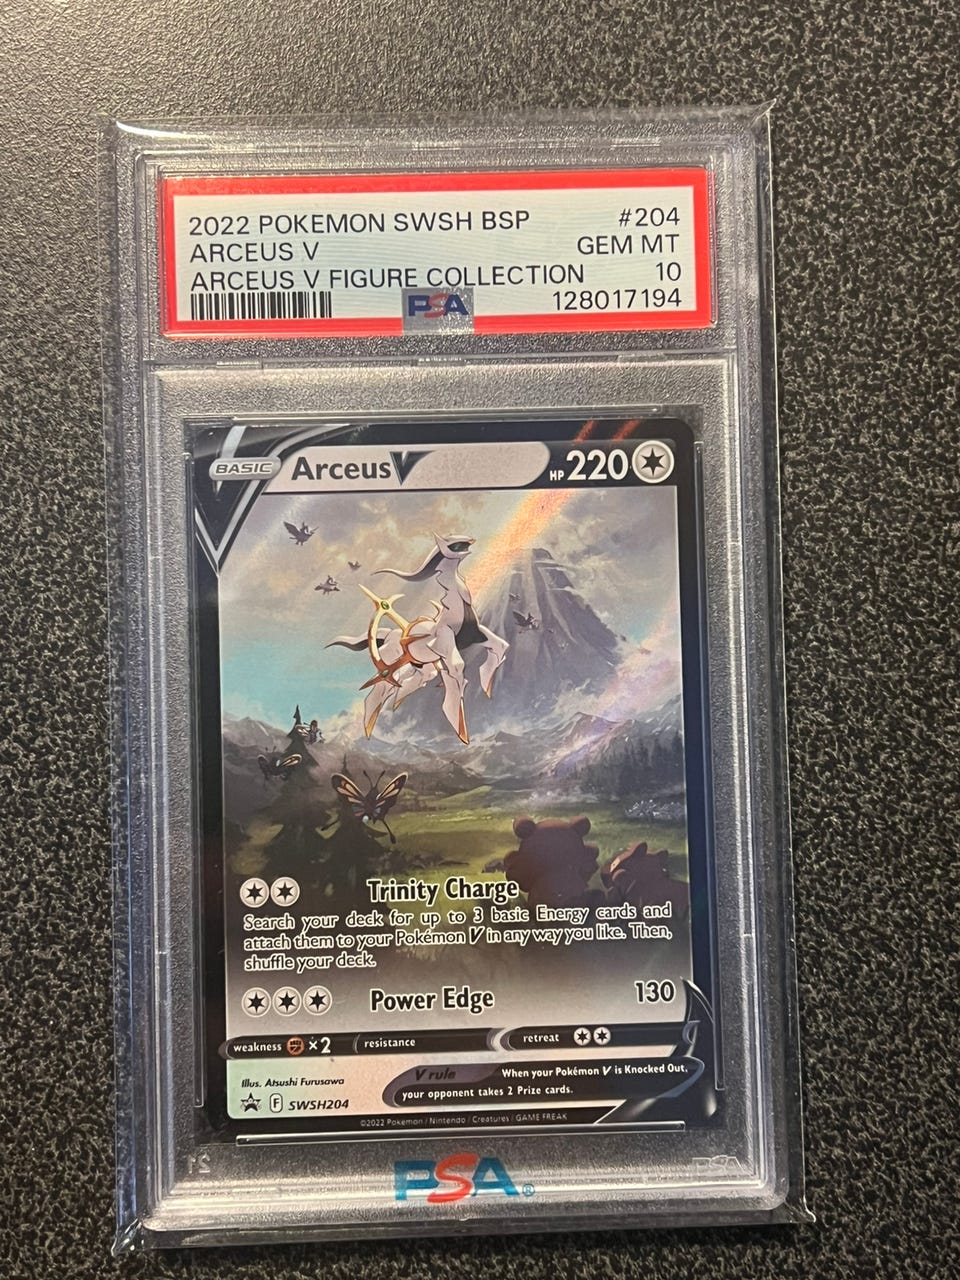 2022 POKEMON SWSH BSP #204
ARCEUS V GEM MT
ARCEUS V FIGURE COLLECTION 10
PSA 128017194
BASIC Arceus V HP 220
Trinity Charge
Search your deck for up to 3 basic Energy cards and
attach them to your Pokémon V in any way you like. Then,
shuffle your deck.
Power Edge 130
weakness ×2 resistance retreat
V rule When your Pokémon V is Knocked Out,
your opponent takes 2 Prize cards.
Illus. Atsushi Furusawa
F SWSH204
©2022 Pokémon / Nintendo / Creatures / GAME FREAK
PSA®
PSA